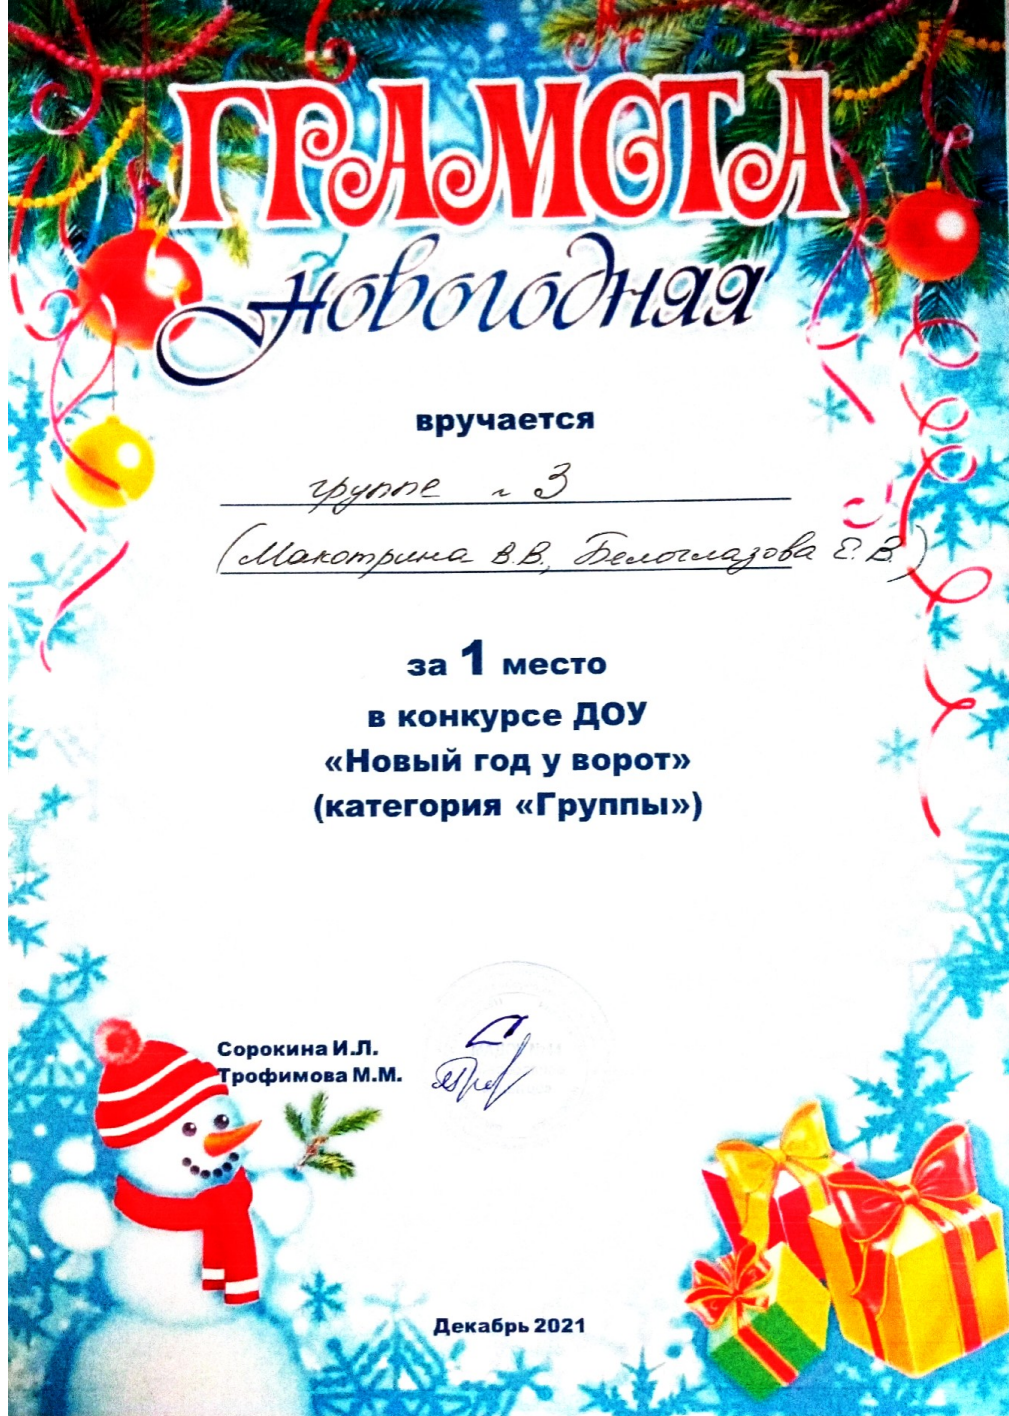 ГРАМОТА
новогодняя
вручается
группе № 3
(Макотрина В.В., Белоглазова Е.В.)
за 1 место
в конкурсе ДОУ
«Новый год у ворот»
(категория «Группы»)
Сорокина И.Л.
Трофимова М.М.
Декабрь 2021